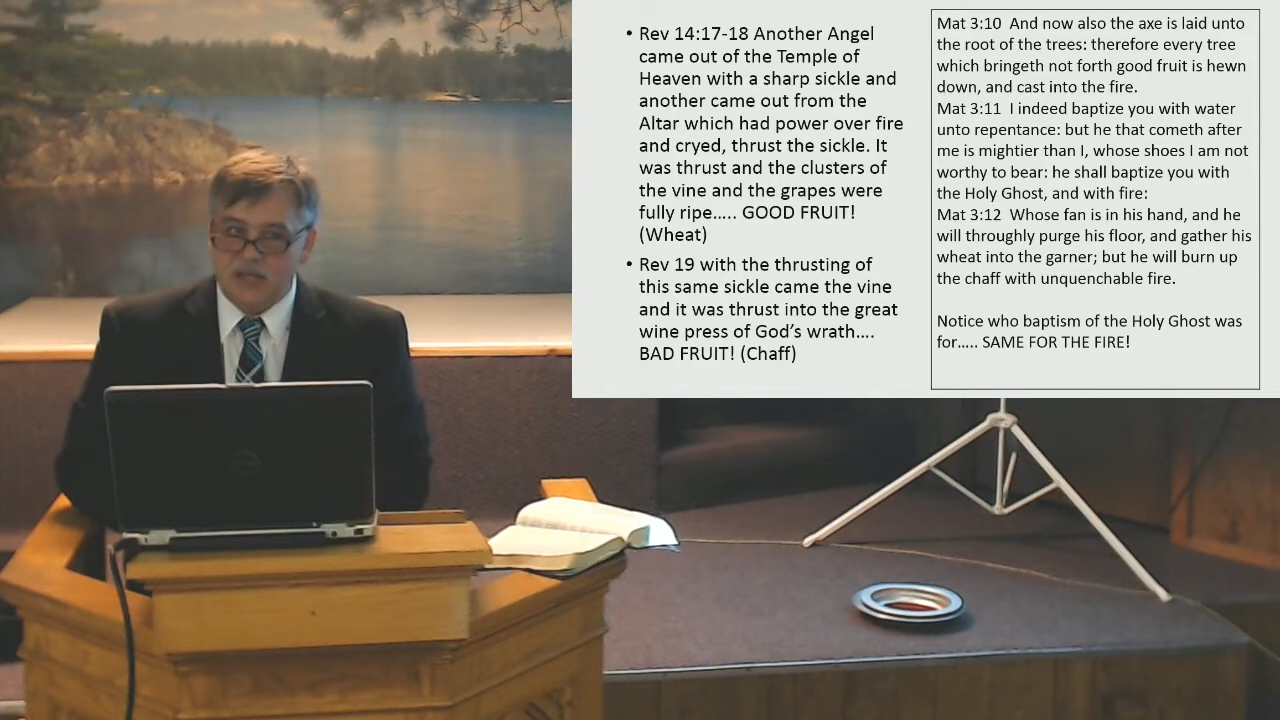 • Rev 14:17-18 Another Angel
came out of the Temple of
Heaven with a sharp sickle and
another came out from the
Altar which had power over fire
and cryed, thrust the sickle. It
was thrust and the clusters of
the vine and the grapes were
fully ripe….. GOOD FRUIT!
(Wheat)
• Rev 19 with the thrusting of
this same sickle came the vine
and it was thrust into the great
wine press of God’s wrath….
BAD FRUIT! (Chaff)
Mat 3:10 And now also the axe is laid unto
the root of the trees: therefore every tree
which bringeth not forth good fruit is hewn
down, and cast into the fire.
Mat 3:11 I indeed baptize you with water
unto repentance: but he that cometh after
me is mightier than I, whose shoes I am not
worthy to bear: he shall baptize you with
the Holy Ghost, and with fire:
Mat 3:12 Whose fan is in his hand, and he
will throughly purge his floor, and gather his
wheat into the garner; but he will burn up
the chaff with unquenchable fire.
Notice who baptism of the Holy Ghost was
for….. SAME FOR THE FIRE!